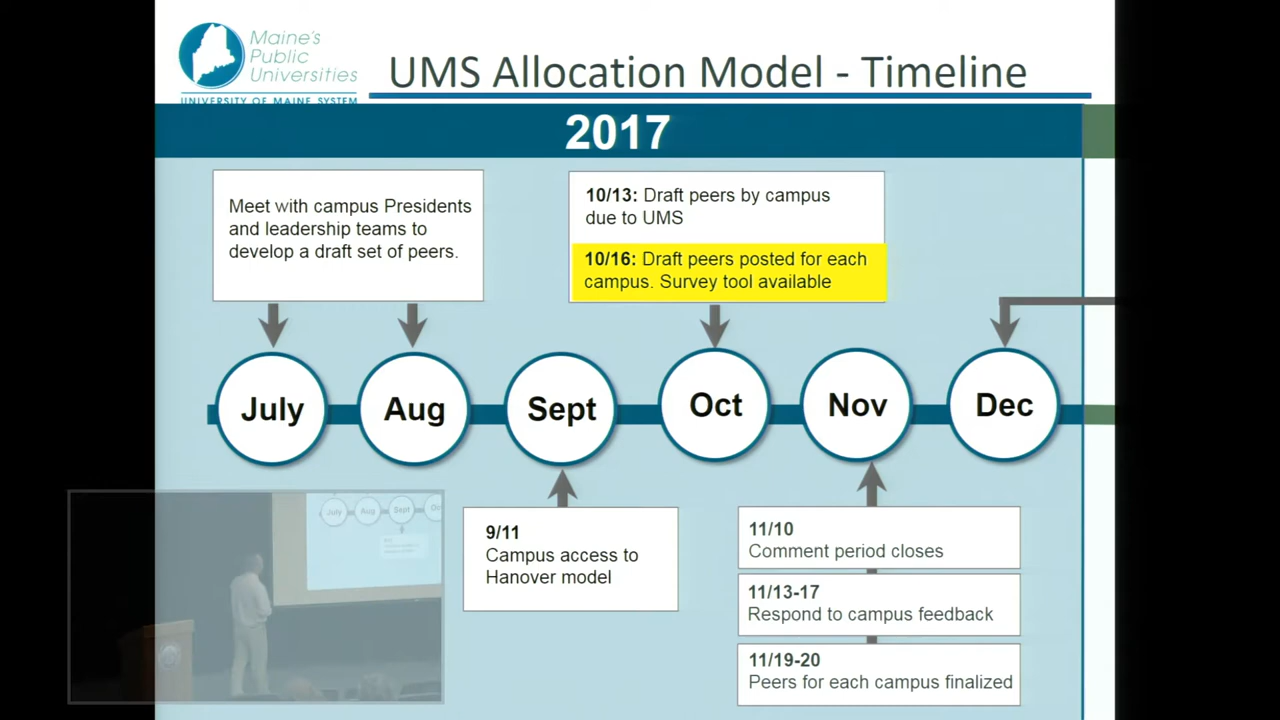 Maine's
Public
Universities
UNIVERSITY OF MAINE SYSTEM
UMS Allocation Model - Timeline
2017
Meet with campus Presidents
and leadership teams to
develop a draft set of peers.
10/13: Draft peers by campus
due to UMS
10/16: Draft peers posted for each
campus. Survey tool available
July
Aug
Sept
Oct
Nov
Dec
9/11
Campus access to
Hanover model
11/10
Comment period closes
11/13-17
Respond to campus feedback
11/19-20
Peers for each campus finalized
July
Aug
Sept